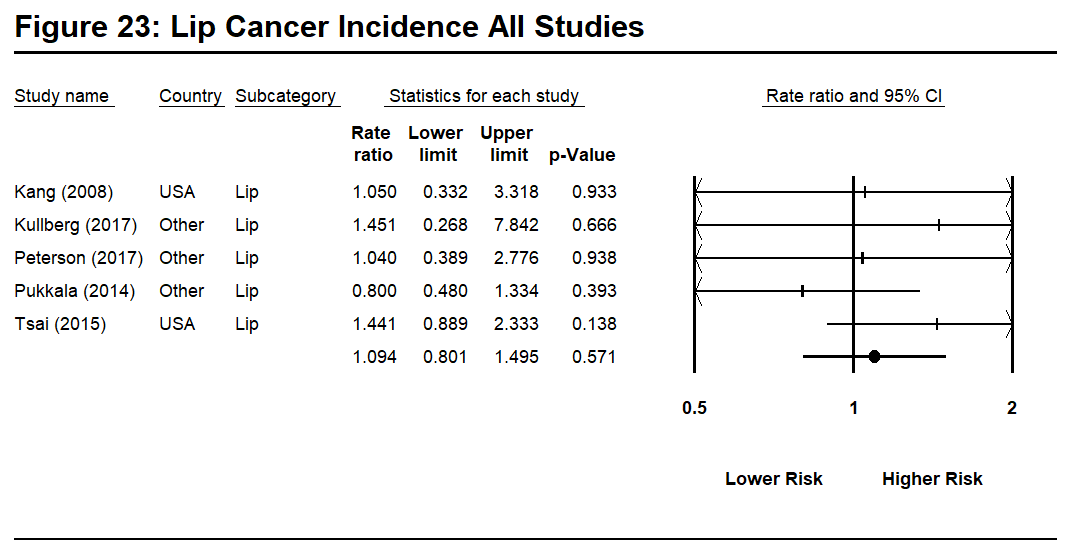 Figure 23: Lip Cancer Incidence All Studies
Study name Country Subcategory Statistics for each study Rate ratio and 95% CI
Rate Lower Upper
ratio limit limit p-Value
Kang (2008) USA Lip 1.050 0.332 3.318 0.933
Kullberg (2017) Other Lip 1.451 0.268 7.842 0.666
Peterson (2017) Other Lip 1.040 0.389 2.776 0.938
Pukkala (2014) Other Lip 0.800 0.480 1.334 0.393
Tsai (2015) USA Lip 1.441 0.889 2.333 0.138
1.094 0.801 1.495 0.571
0.5 1 2
Lower Risk Higher Risk